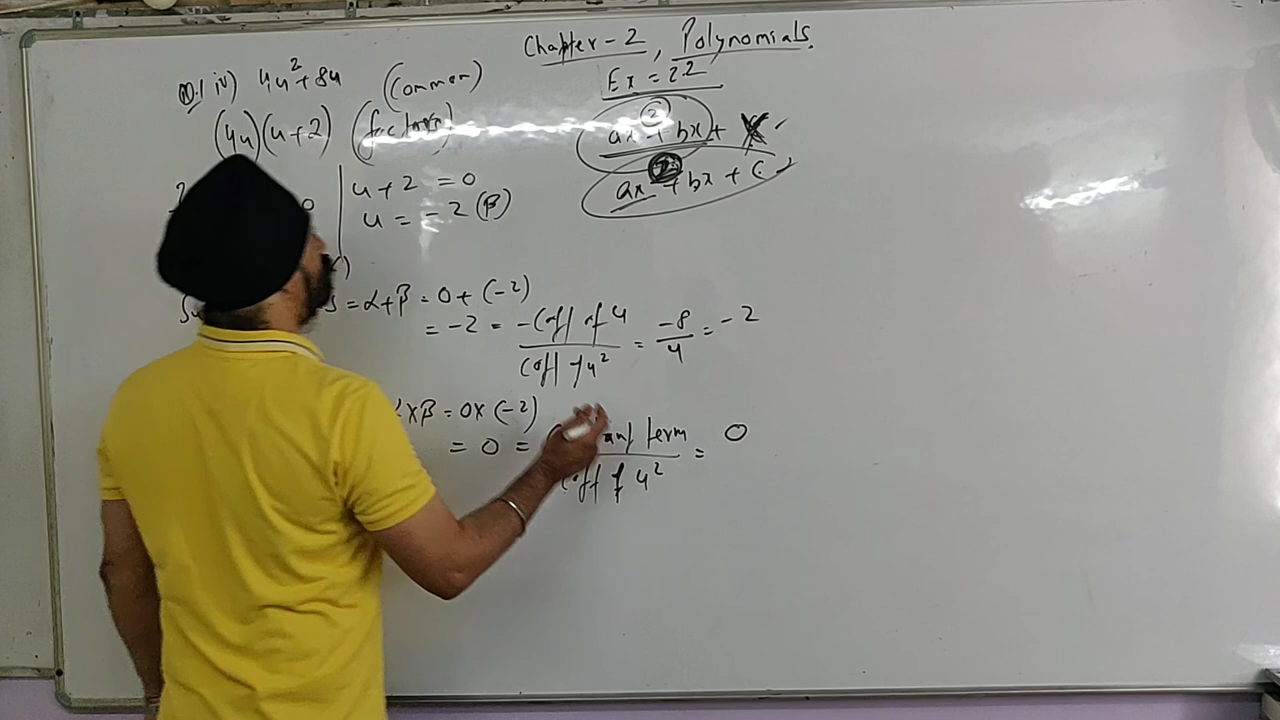 Chapter-2, Polynomials.
Ex = 2.2
Q.1 iv) 4u²+8u (Common)
(4u)(u+2) (factors)
ax²+bx+
ax²+bx+c
0 | u+2 = 0
u = -2 (β)
= α+β = 0+(-2)
= -2 = -Coff of u / Coff of u² = -8/4 = -2
α×β = 0×(-2)
= 0 = term / Coff of u² = 0